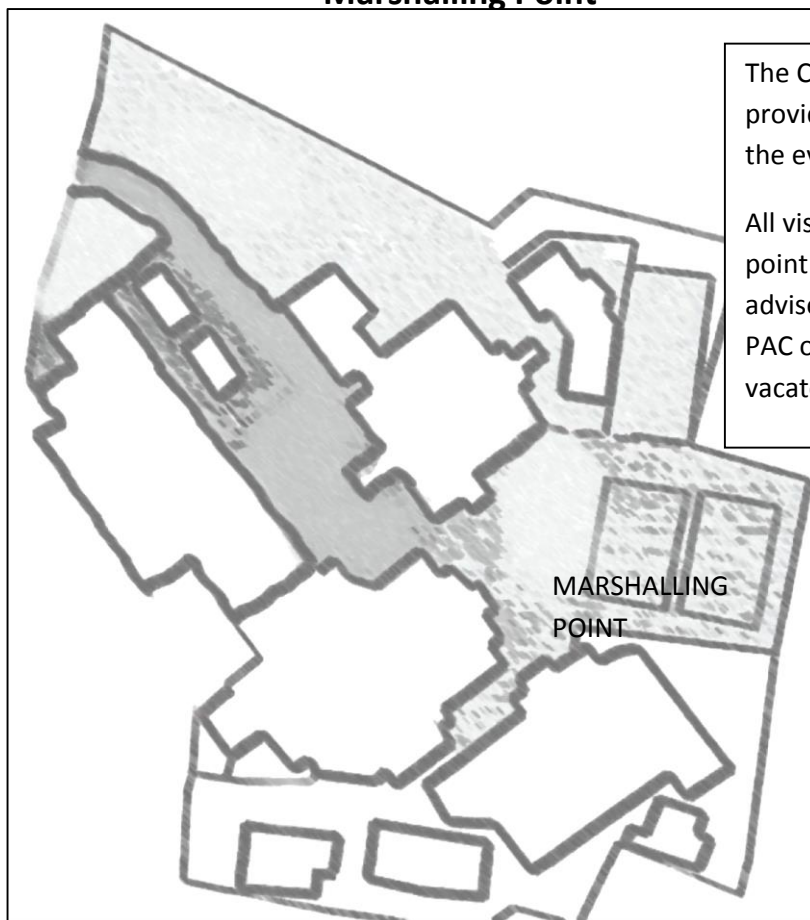 Marshalling Point
The
provid
the ev
All vis
point
advise
PAC
vacat
MARSHALLING
POINT